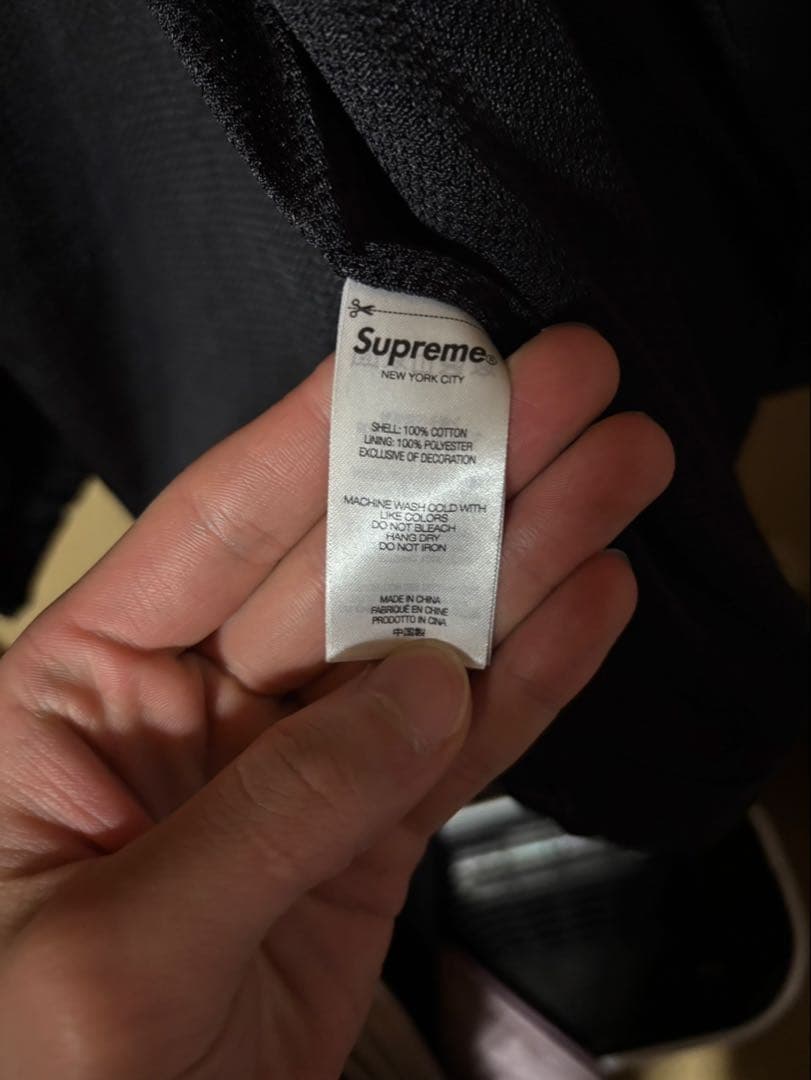 Supreme®
NEW YORK CITY
SHELL: 100% COTTON
LINING: 100% POLYESTER
EXCLUSIVE OF DECORATION
MACHINE WASH COLD WITH
LIKE COLORS
DO NOT BLEACH
HANG DRY
DO NOT IRON
MADE IN CHINA
FABRIQUÉ EN CHINE
PRODOTTO IN CINA
中国製